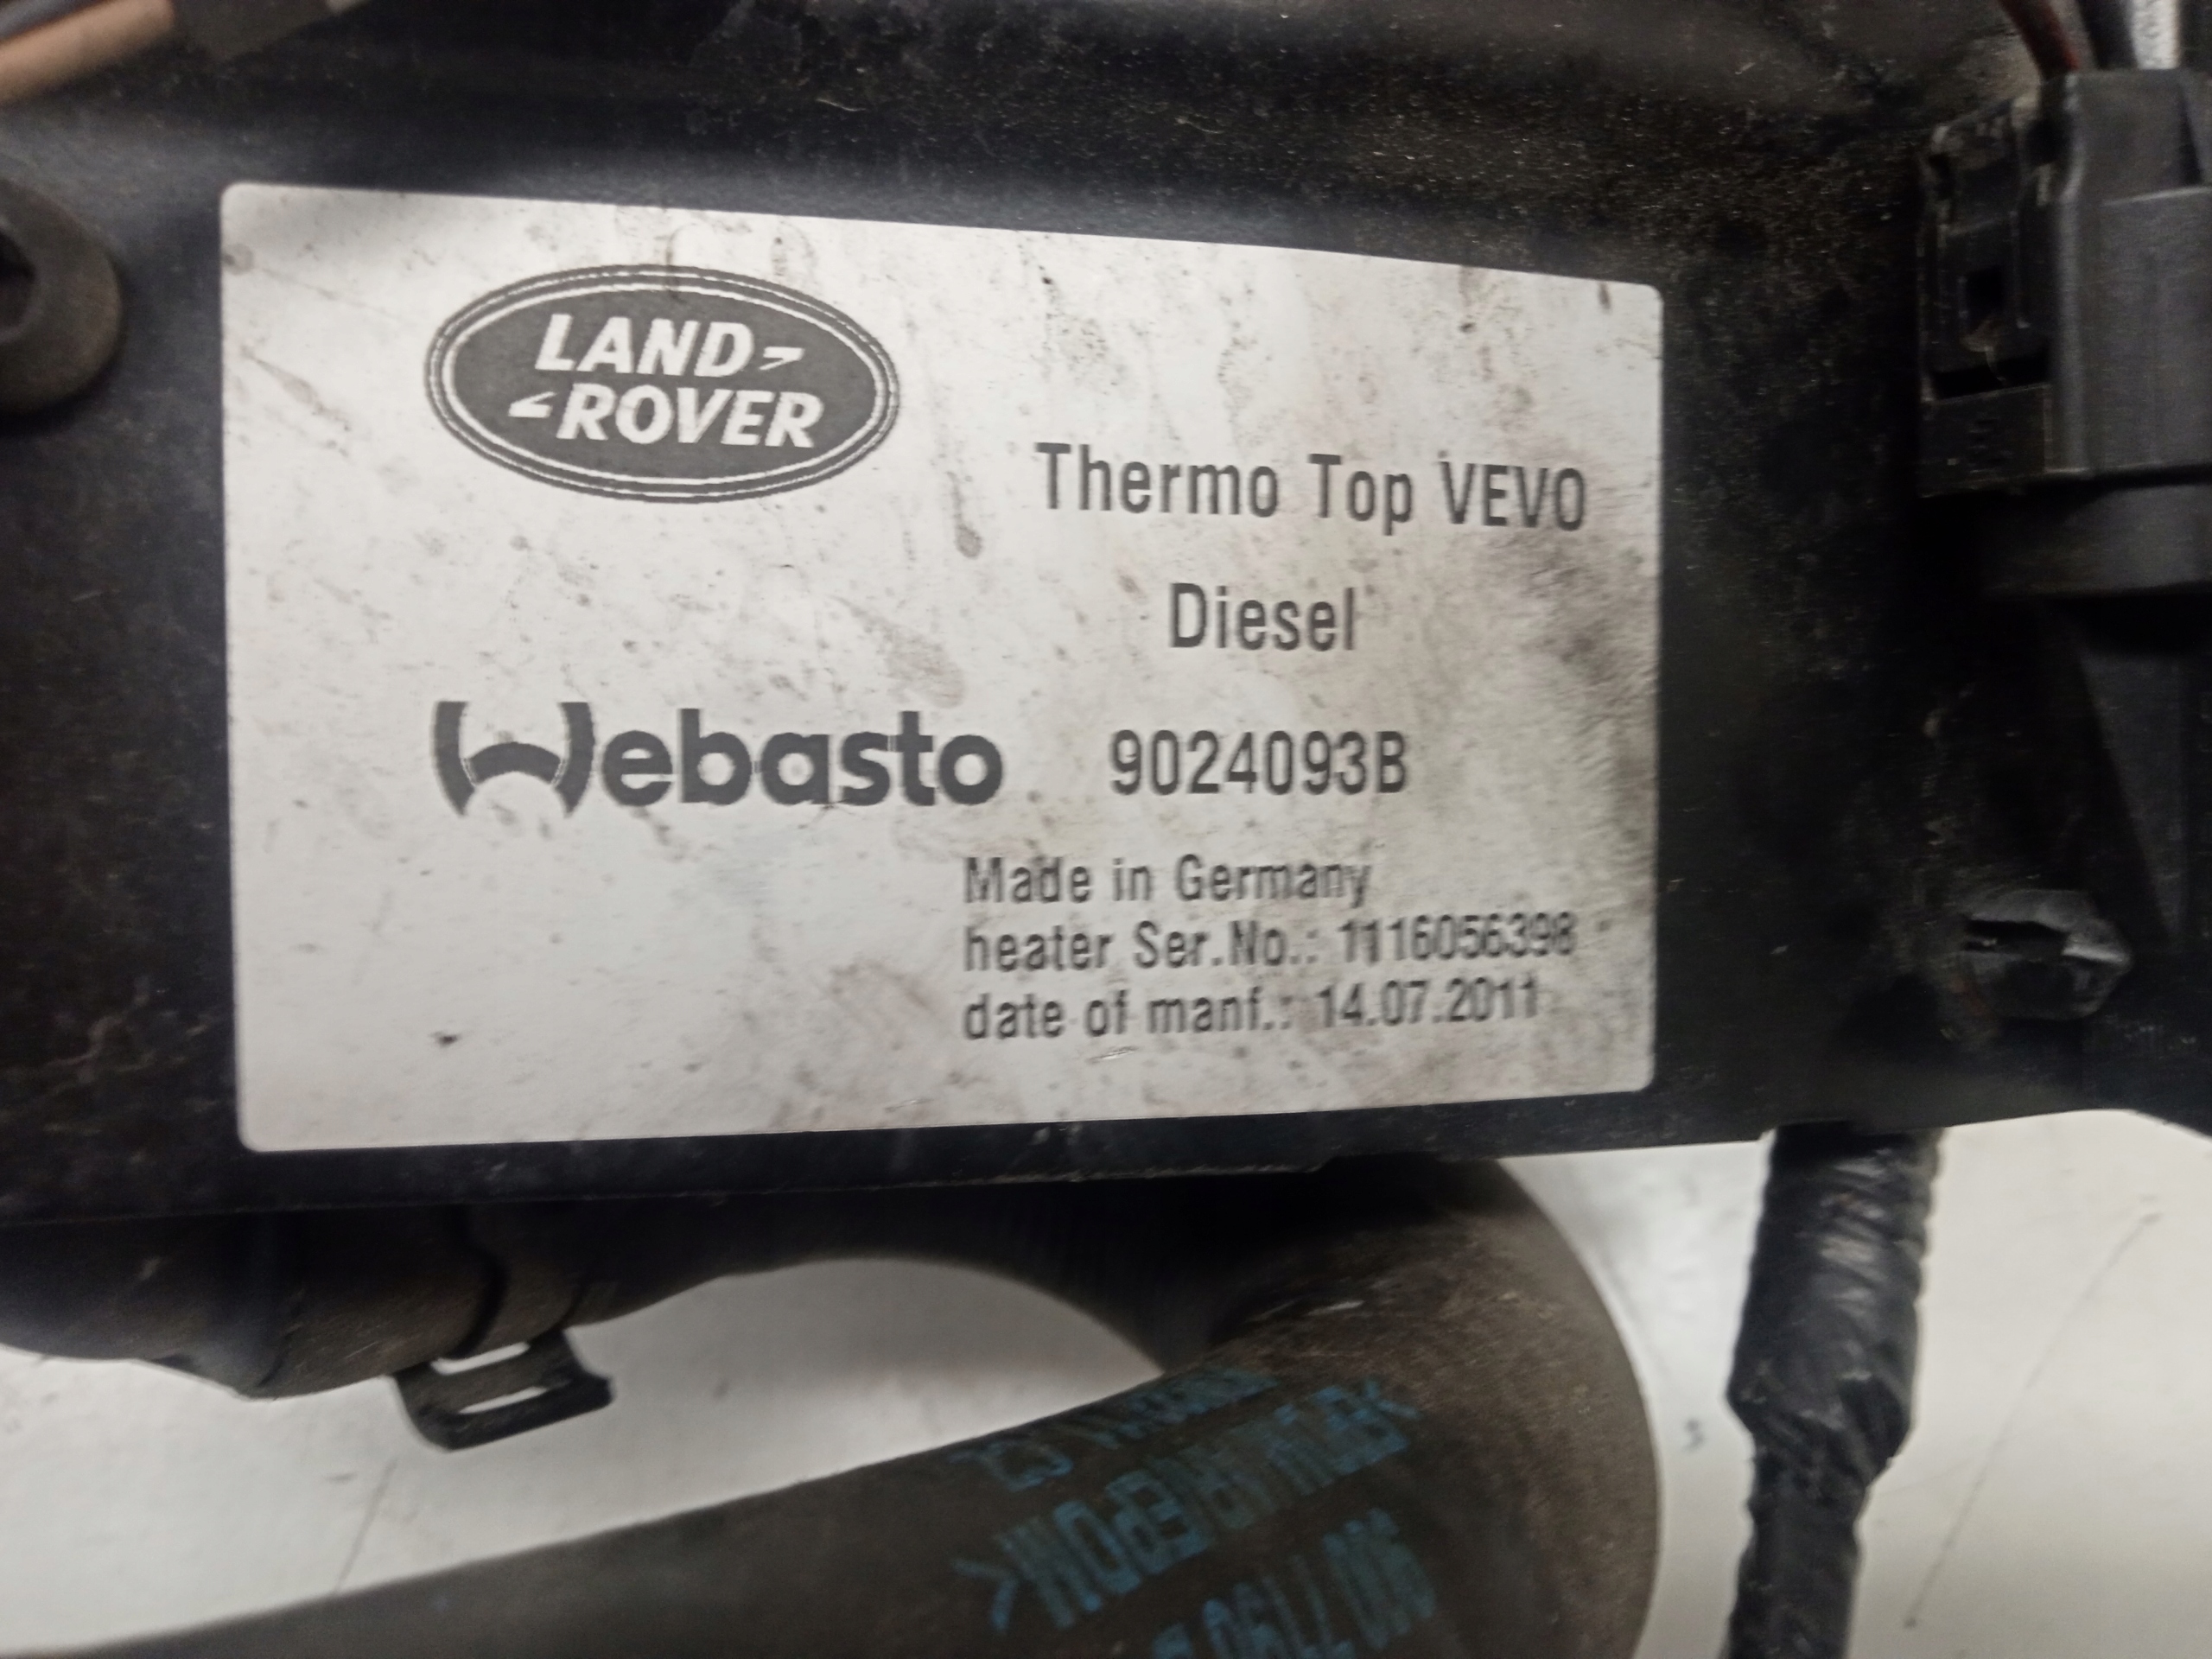 LAND
ROVER
Thermo Top VEVO
Diesel
Webasto 9024093B
Made in Germany
heater Ser.No.: 1116056398
date of manf.: 14.07.2011